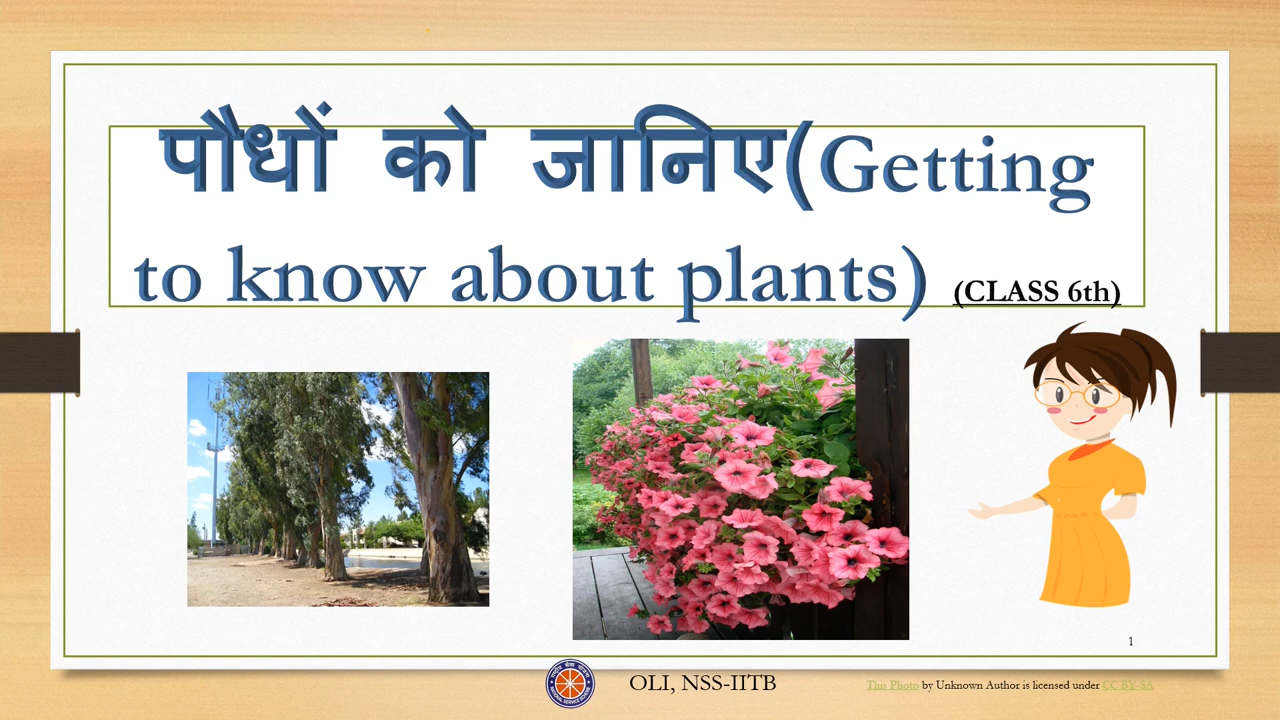 पौधों को जानिए(Getting
to know about plants) (CLASS 6th)
1
OLI, NSS-IITB
This Photo by Unknown Author is licensed under CC BY-SA